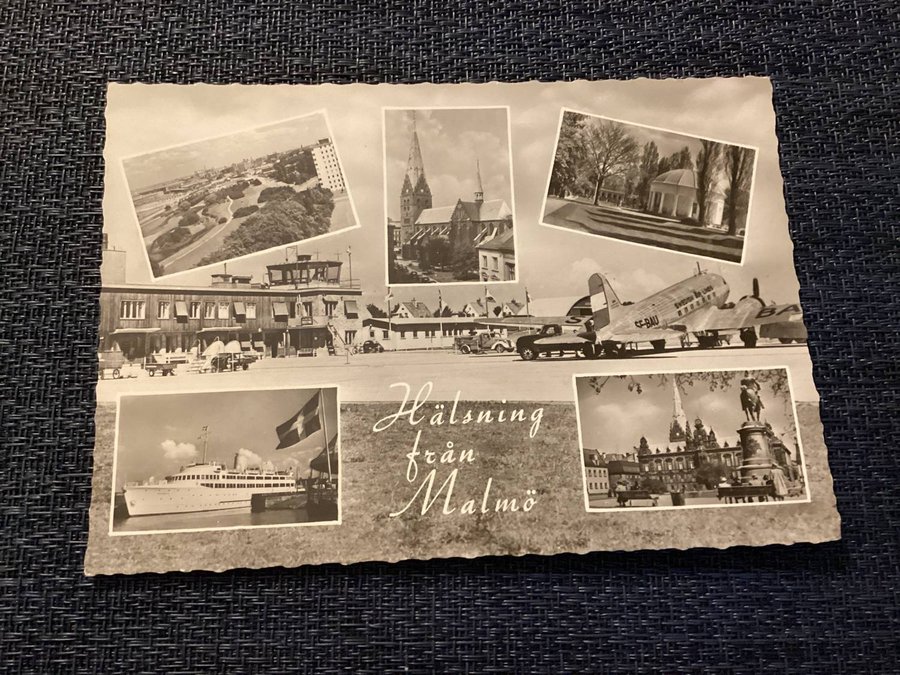 SE-BAU
Hälsning
från
Malmö